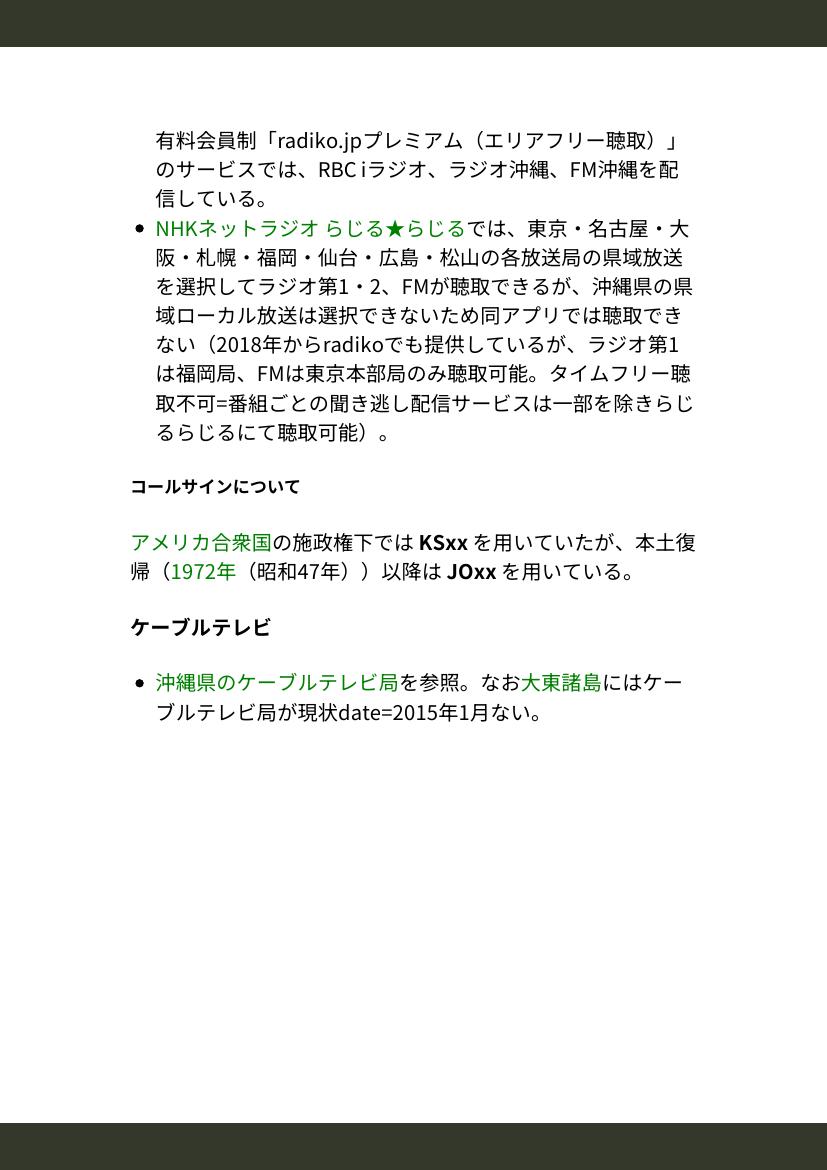 有料会員制「radiko.jpプレミアム（エリアフリー聴取）」
のサービスでは、RBC iラジオ、ラジオ沖縄、FM沖縄を配
信している。
• NHKネットラジオ らじる★らじるでは、東京・名古屋・大
阪・札幌・福岡・仙台・広島・松山の各放送局の県域放送
を選択してラジオ第1・2、FMが聴取できるが、沖縄県の県
域ローカル放送は選択できないため同アプリでは聴取でき
ない（2018年からradikoでも提供しているが、ラジオ第1
は福岡局、FMは東京本部局のみ聴取可能。タイムフリー聴
取不可=番組ごとの聞き逃し配信サービスは一部を除きらじ
るらじるにて聴取可能）。
コールサインについて
アメリカ合衆国の施政権下では KSxx を用いていたが、本土復
帰（1972年（昭和47年））以降は JOxx を用いている。
ケーブルテレビ
• 沖縄県のケーブルテレビ局を参照。なお大東諸島にはケー
ブルテレビ局が現状date=2015年1月ない。